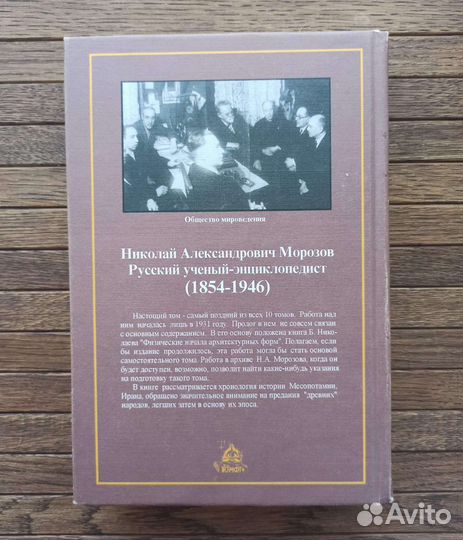 Общество мироведения
Николай Александрович Морозов
Русский ученый-энциклопедист
(1854-1946)
Настоящий том - самый поздний из всех 10 томов. Работа над
ним началась лишь в 1931 году. Пролог в нем не совсем связан
с основным содержанием. В его основу положена книга Б. Нико-
лаева "Физические начала архитектурных форм". Полагаем, если
бы издание продолжилось, эта работа могла бы стать основой
самостоятельного тома. Работа в архиве Н.А. Морозова, когда он
будет доступен, возможно, позволит найти какие-нибудь указания
на подготовку такого тома.
В книге рассматривается хронология истории Месопотамии,
Ирана, обращено значительное внимание на предания "древних"
народов, легших затем в основу их эпоса.
Avito